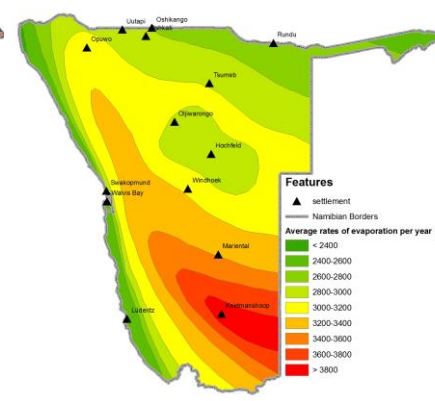 Uutapi
Oshikango
Opuwo
Rundu
Tsumeb
Otjiwarongo
Hochfeld
Windhoek
Swakopmund
Walvis Bay
Mariental
Keetmanshoop
Lüderitz
Features
settlement
Namibian Borders
Average rates of evaporation per year
< 2400
2400-2600
2600-2800
2800-3000
3000-3200
3200-3400
3400-3600
3600-3800
> 3800